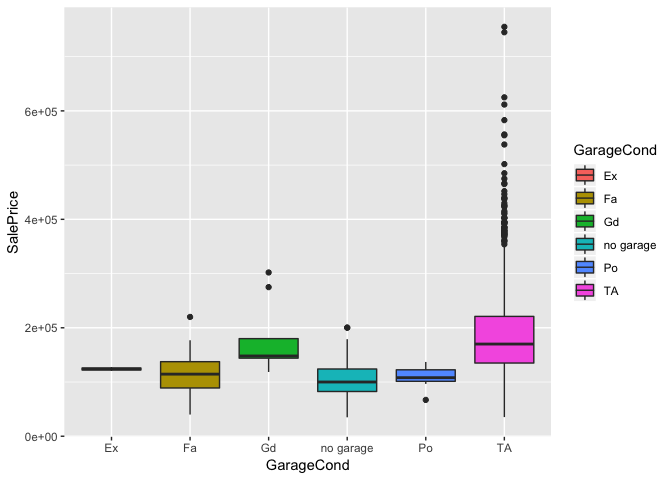 6e+05
4e+05
2e+05
0e+00
SalePrice
Ex
Fa
Gd
no garage
Po
TA
GarageCond
GarageCond
Ex
Fa
Gd
no garage
Po
TA